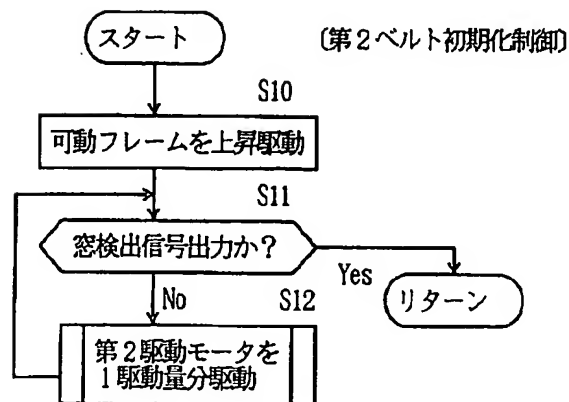 スタート
〔第２ベルト初期化制御〕
S10
可動フレームを上昇駆動
S11
窓検出信号出力か？
Yes
リターン
No
S12
第２駆動モータを
１駆動量分駆動